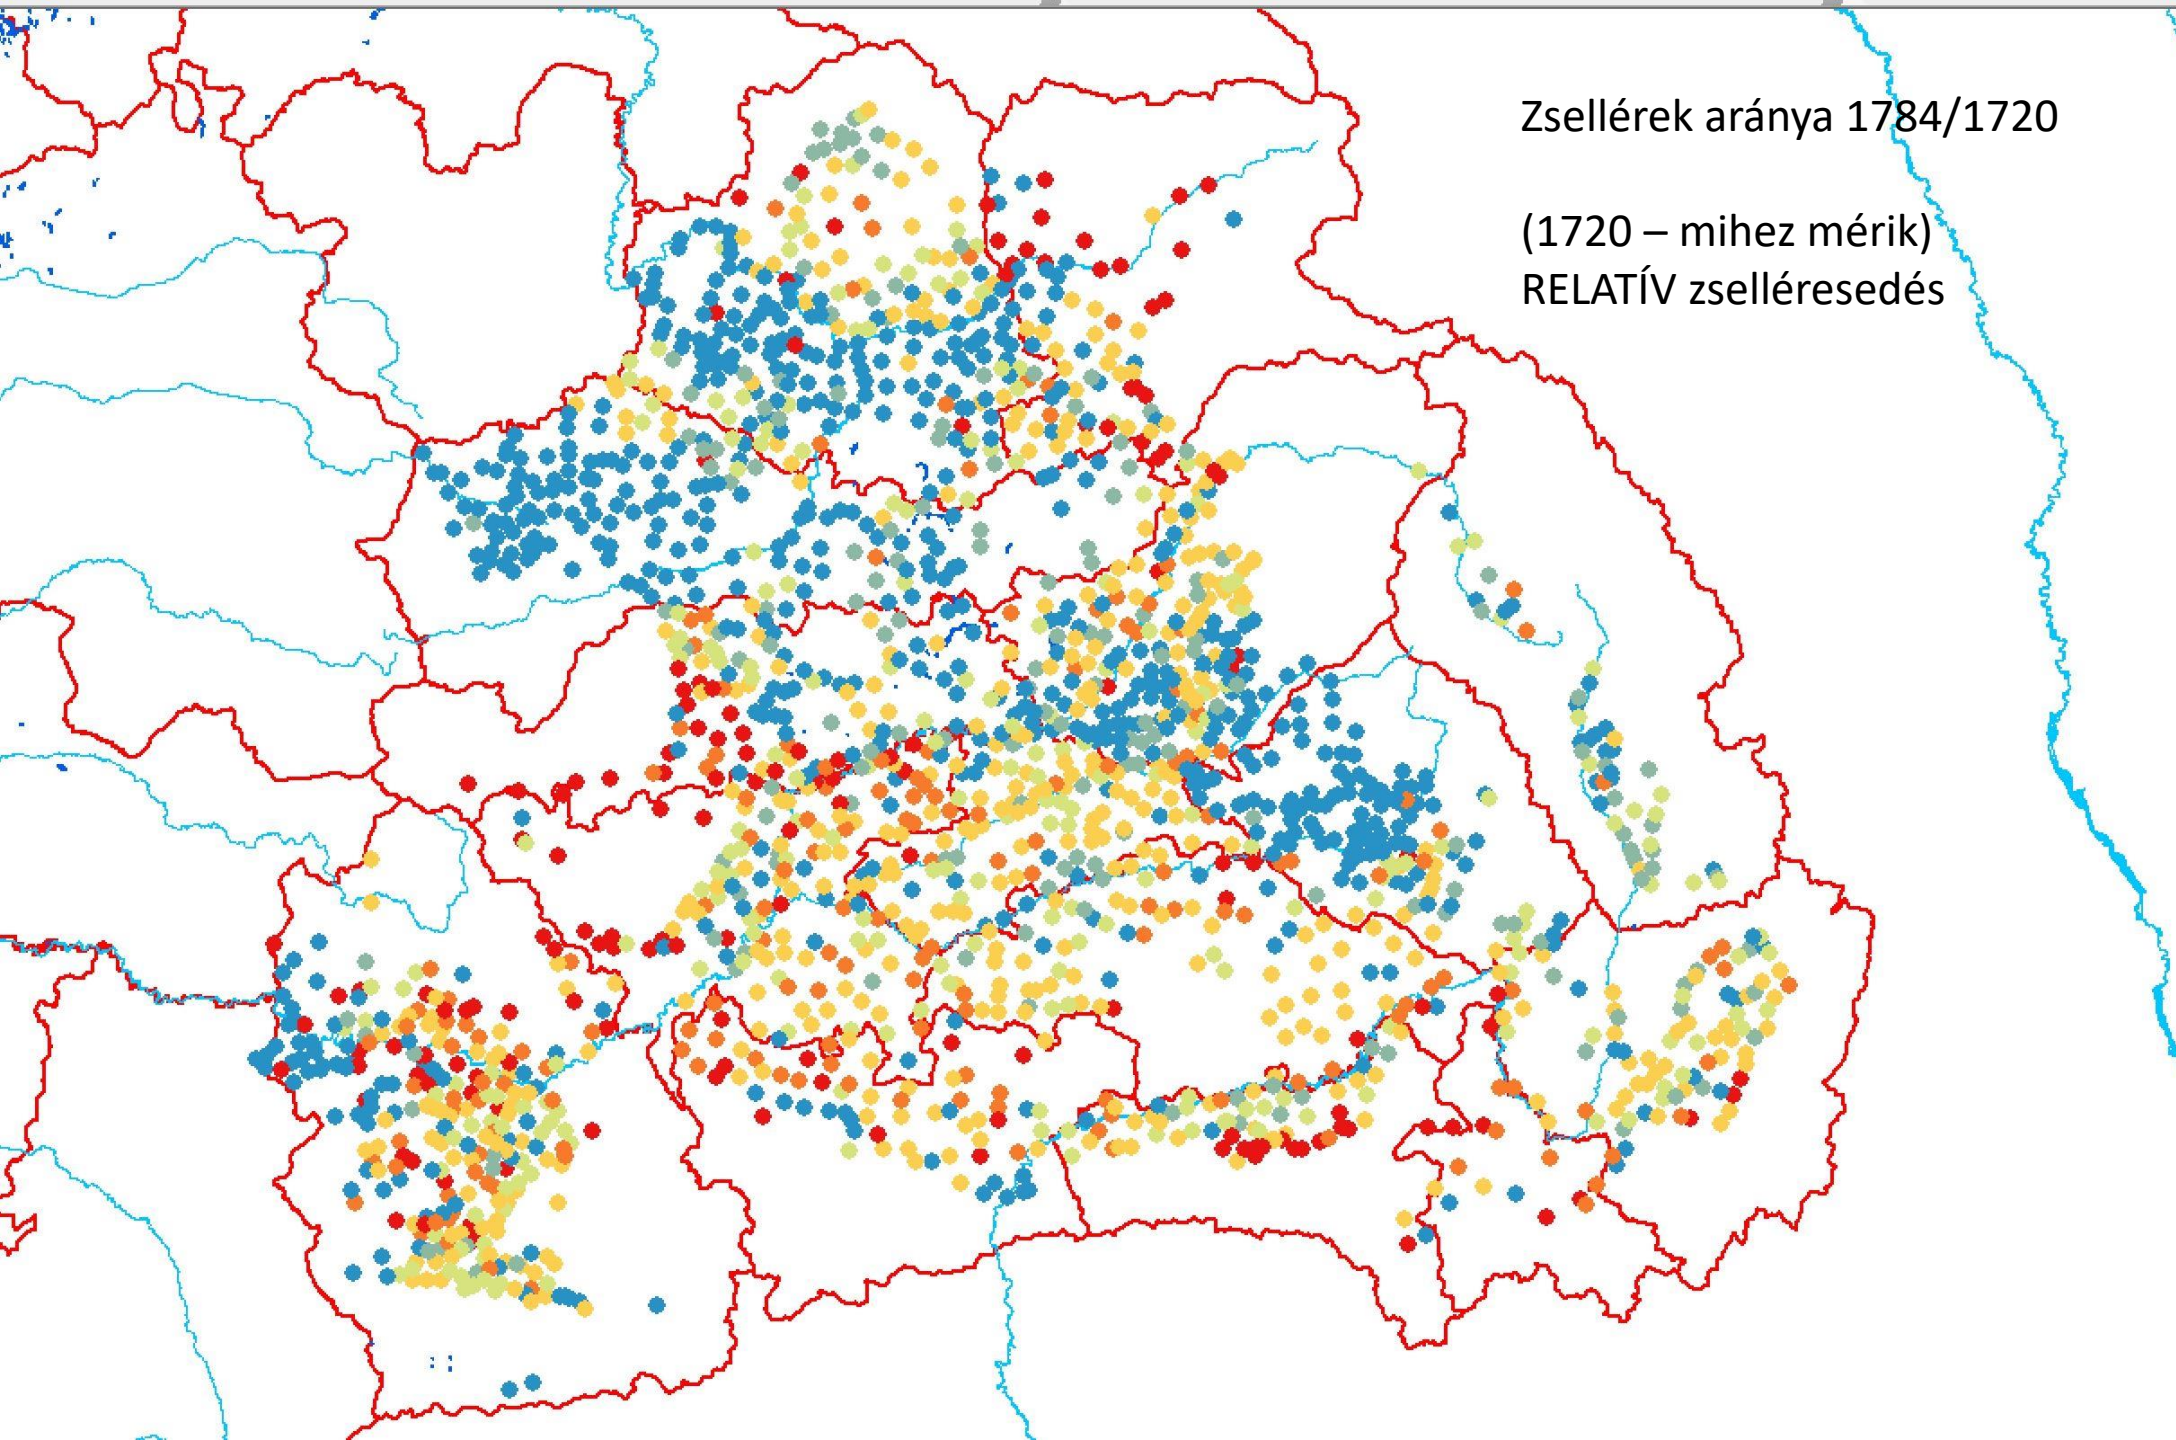 Zsellérek aránya 1784/1720
(1720 – mihez mérik)
RELATÍV zselléresedés